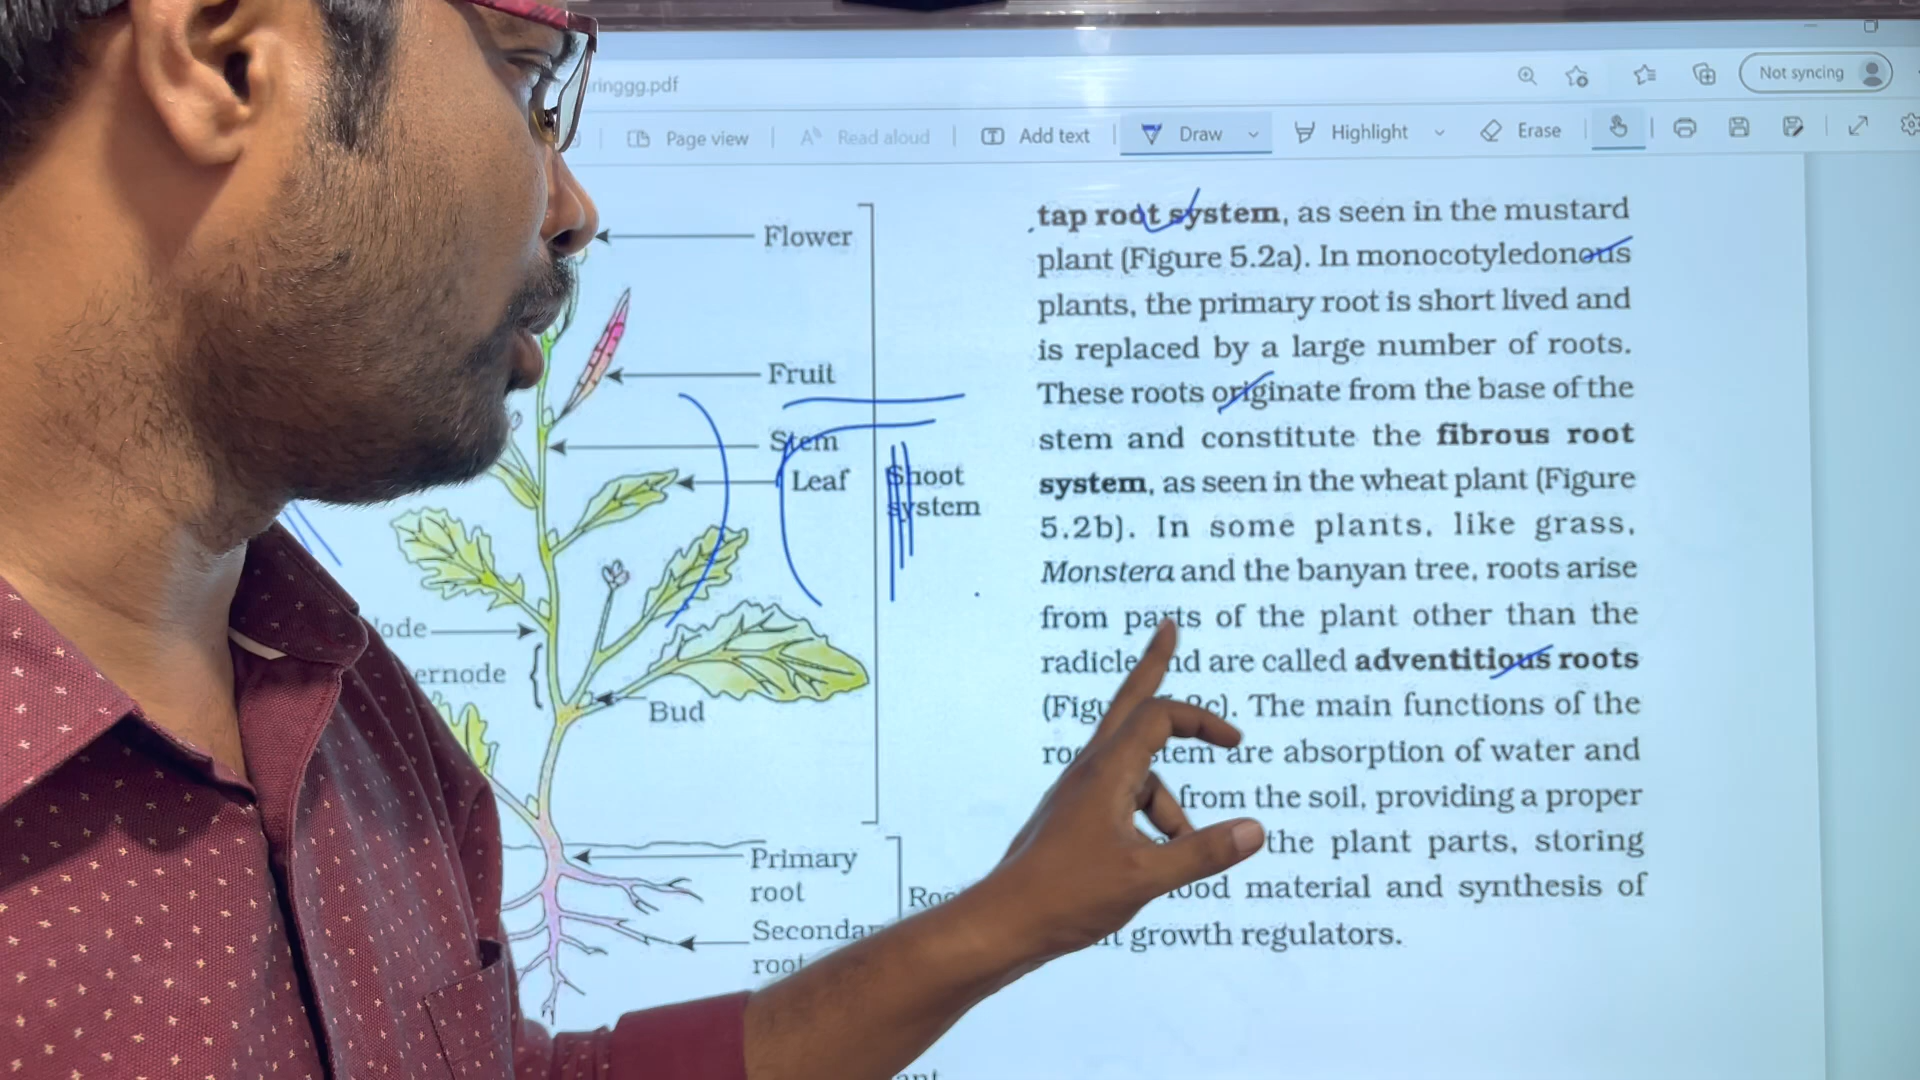 ringgg.pdf
Not syncing
Page view
Read aloud
Add text
Draw
Highlight
Erase
Flower
Fruit
Stem
Leaf
Shoot
system
Bud
Primary
root
root
tap root system, as seen in the mustard
plant (Figure 5.2a). In monocotyledonous
plants, the primary root is short lived and
is replaced by a large number of roots.
These roots originate from the base of the
stem and constitute the fibrous root
system, as seen in the wheat plant (Figure
5.2b). In some plants, like grass,
Monstera and the banyan tree, roots arise
from parts of the plant other than the
radicle and are called adventitious roots
2c). The main functions of the
are absorption of water and
from the soil, providing a proper
the plant parts, storing
material and synthesis of
growth regulators.